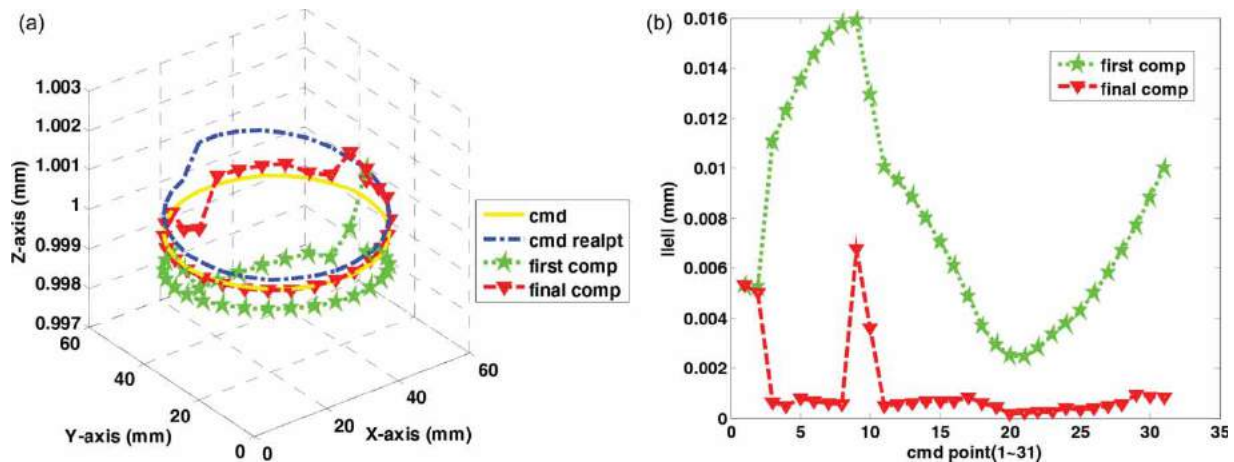 (a)
Z-axis (mm)
1.003
1.002
1.001
1
0.999
0.998
0.997
60
40
20
0
Y-axis (mm)
0
20
40
60
X-axis (mm)
cmd
cmd realpt
first comp
final comp
(b)
||e|| (mm)
0.016
0.014
0.012
0.01
0.008
0.006
0.004
0.002
0
0 5 10 15 20 25 30 35
cmd point(1~31)
first comp
final comp